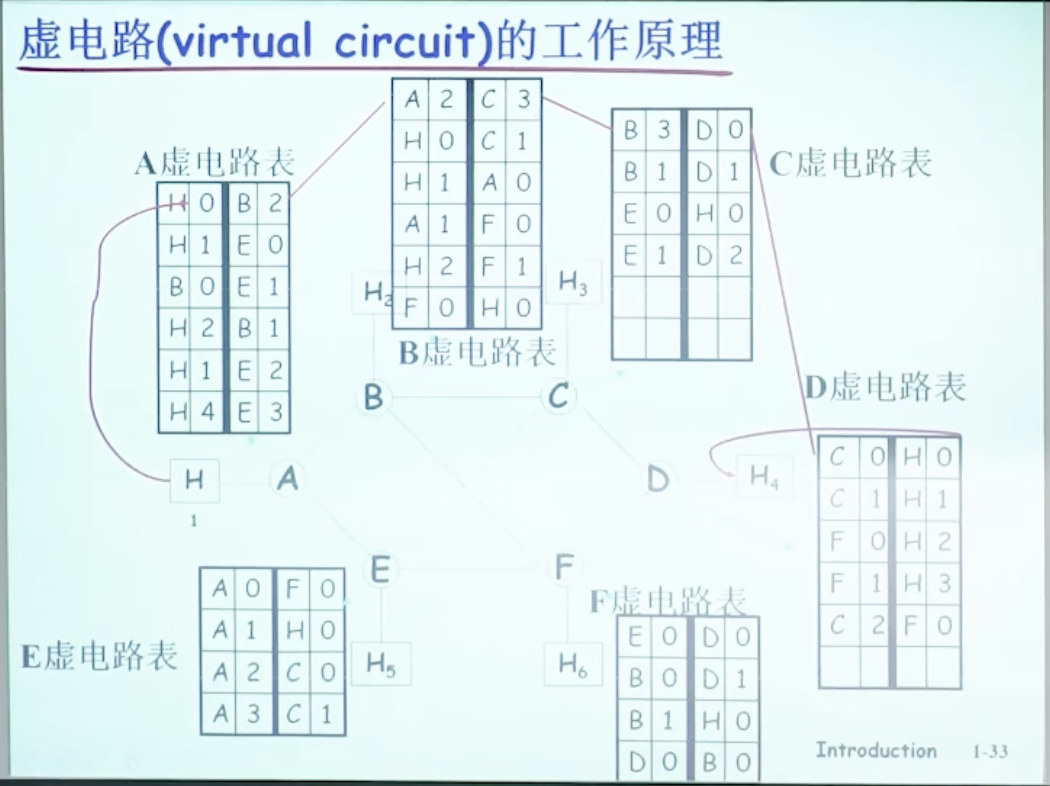 虚电路(virtual circuit)的工作原理
A虚电路表
H 0 B 2
H 1 E 0
B 0 E 1
H 2 B 1
H 1 E 2
H 4 E 3
A 2 C 3
H 0 C 1
H 1 A 0
A 1 F 0
H 2 F 1
F 0 H 0
B虚电路表
B 3 D 0
B 1 D 1
E 0 H 0
E 1 D 2
C虚电路表
H2
H3
B
C
H
1
A
D
H4
E
F
H5
H6
D虚电路表
C 0 H 0
C 1 H 1
F 0 H 2
F 1 H 3
C 2 F 0
E虚电路表
A 0 F 0
A 1 H 0
A 2 C 0
A 3 C 1
F虚电路表
E 0 D 0
B 0 D 1
B 1 H 0
D 0 B 0
Introduction 1-33